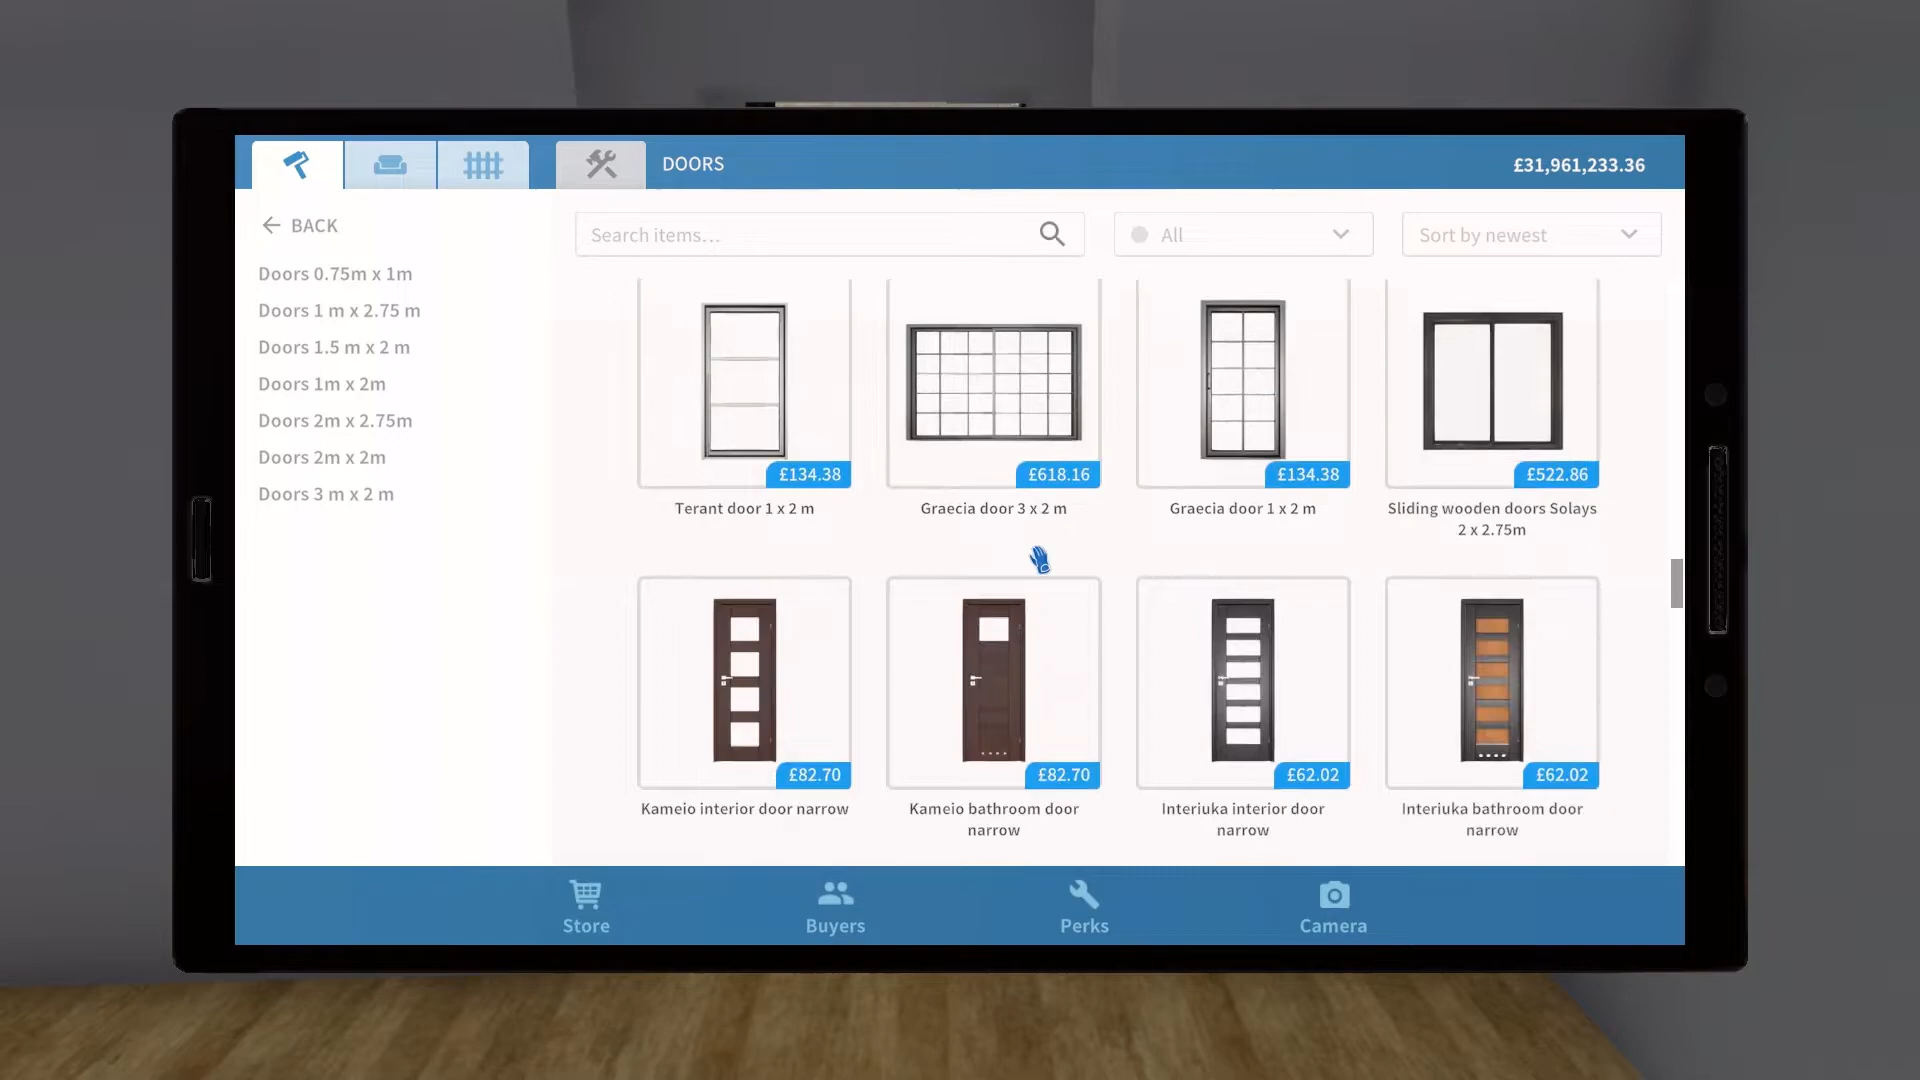 DOORS
£31,961,233.36
BACK
Search items...
All
Sort by newest
Doors 0.75m x 1m
Doors 1 m x 2.75 m
Doors 1.5 m x 2 m
Doors 1m x 2m
Doors 2m x 2.75m
Doors 2m x 2m
Doors 3 m x 2 m
£134.38
£618.16
£134.38
£522.86
Terant door 1 x 2 m
Graecia door 3 x 2 m
Graecia door 1 x 2 m
Sliding wooden doors Solays
2 x 2.75m
£82.70
£82.70
£62.02
£62.02
Kameio interior door narrow
Kameio bathroom door
narrow
Interiuka interior door
narrow
Interiuka bathroom door
narrow
Store
Buyers
Perks
Camera